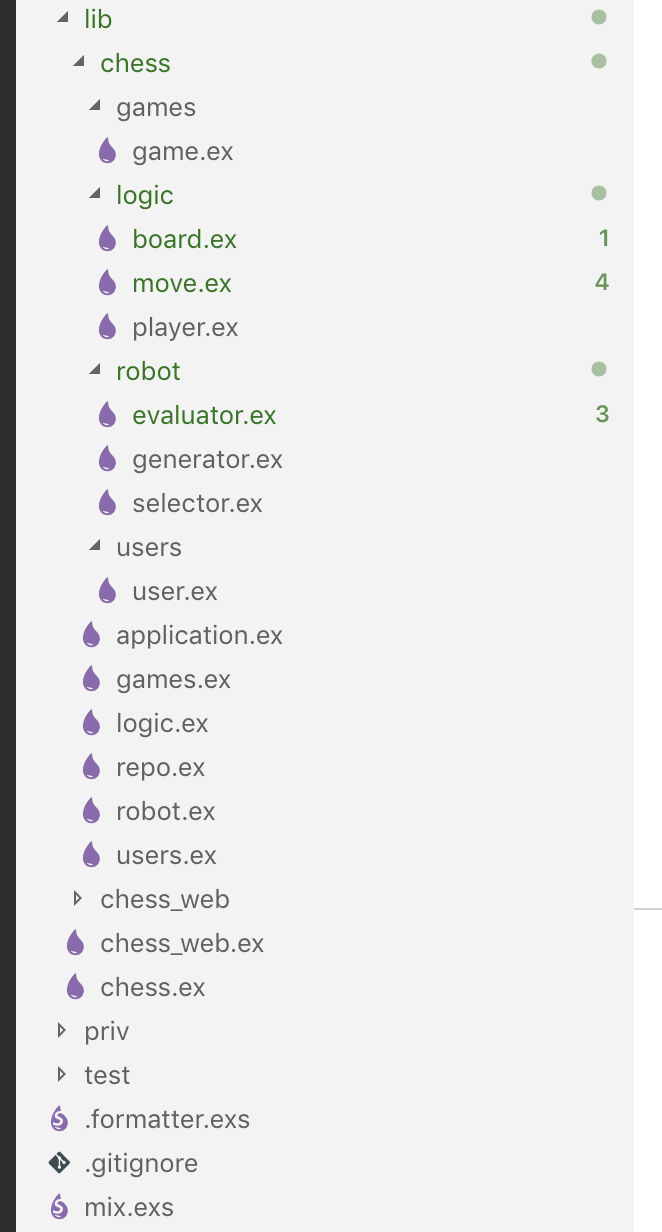 lib
chess
games
game.ex
logic
board.ex 1
move.ex 4
player.ex
robot
evaluator.ex 3
generator.ex
selector.ex
users
user.ex
application.ex
games.ex
logic.ex
repo.ex
robot.ex
users.ex
chess_web
chess_web.ex
chess.ex
priv
test
.formatter.exs
.gitignore
mix.exs